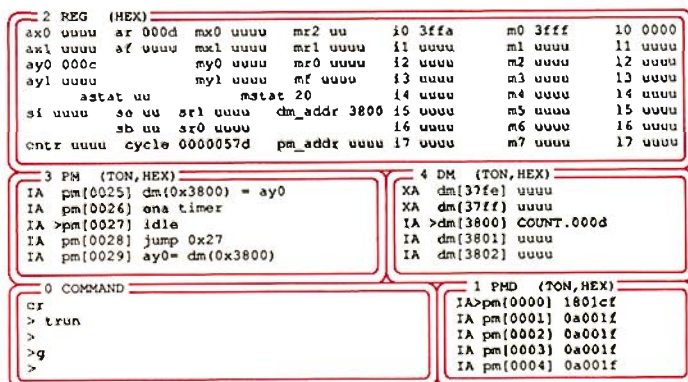 2 REG (HEX)
ax0 uuuu ar 000d mx0 uuuu mr2 uu i0 3ffa m0 3fff l0 0000
ax1 uuuu af uuuu mx1 uuuu mr1 uuuu i1 uuuu m1 uuuu l1 uuuu
ay0 000c my0 uuuu mr0 uuuu i2 uuuu m2 uuuu l2 uuuu
ay1 uuuu my1 uuuu mf uuuu i3 uuuu m3 uuuu l3 uuuu
astat uu mstat 20 i4 uuuu m4 uuuu l4 uuuu
si uuuu se uu sr1 uuuu dm_addr 3800 i5 uuuu m5 uuuu l5 uuuu
sb uu sr0 uuuu i6 uuuu m6 uuuu l6 uuuu
cntr uuuu cycle 0000057d pm_addr uuuu i7 uuuu m7 uuuu l7 uuuu
3 PM (TON,HEX)
IA pm[0025] dm(0x3800) = ay0
IA pm[0026] ena timer
IA >pm[0027] idle
IA pm[0028] jump 0x27
IA pm[0029] ay0= dm(0x3800)
4 DM (TON,HEX)
XA dm[37fe] uuuu
XA dm[37ff] uuuu
IA >dm[3800] COUNT.000d
IA dm[3801] uuuu
IA dm[3802] uuuu
0 COMMAND
cr
> trun
>
>g
>
1 PMD (TON,HEX)
IA>pm[0000] 1801cf
IA pm[0001] 0a001f
IA pm[0002] 0a001f
IA pm[0003] 0a001f
IA pm[0004] 0a001f